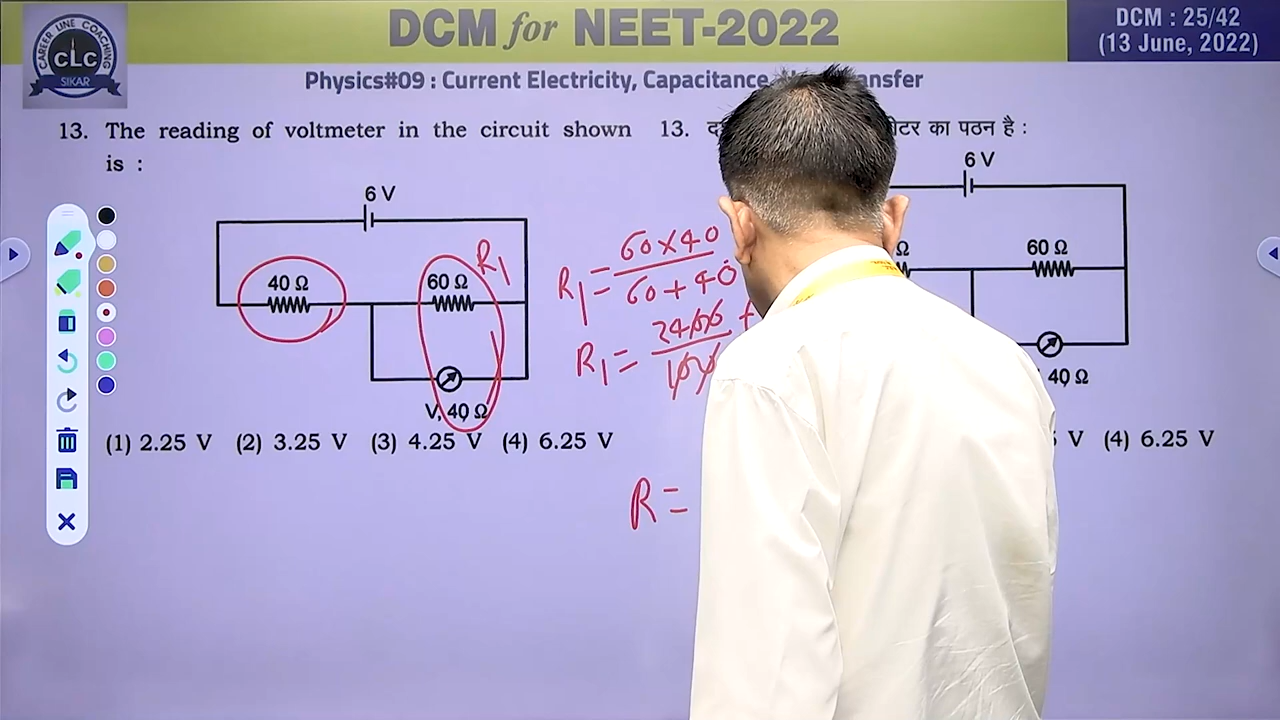 DCM for NEET-2022
DCM : 25/42
(13 June, 2022)
CAREER LINE COACHING
CLC
SIKAR
Physics#09 : Current Electricity, Capacitance
13. The reading of voltmeter in the circuit shown
is :
6 V
40 Ω
60 Ω
R1
V, 40 Ω
(1) 2.25 V (2) 3.25 V (3) 4.25 V (4) 6.25 V
R1 = 60×40
60+40
R1 = 2400
R =
13.
का पठन है :
6 V
Ω
60 Ω
40 Ω
V (4) 6.25 V